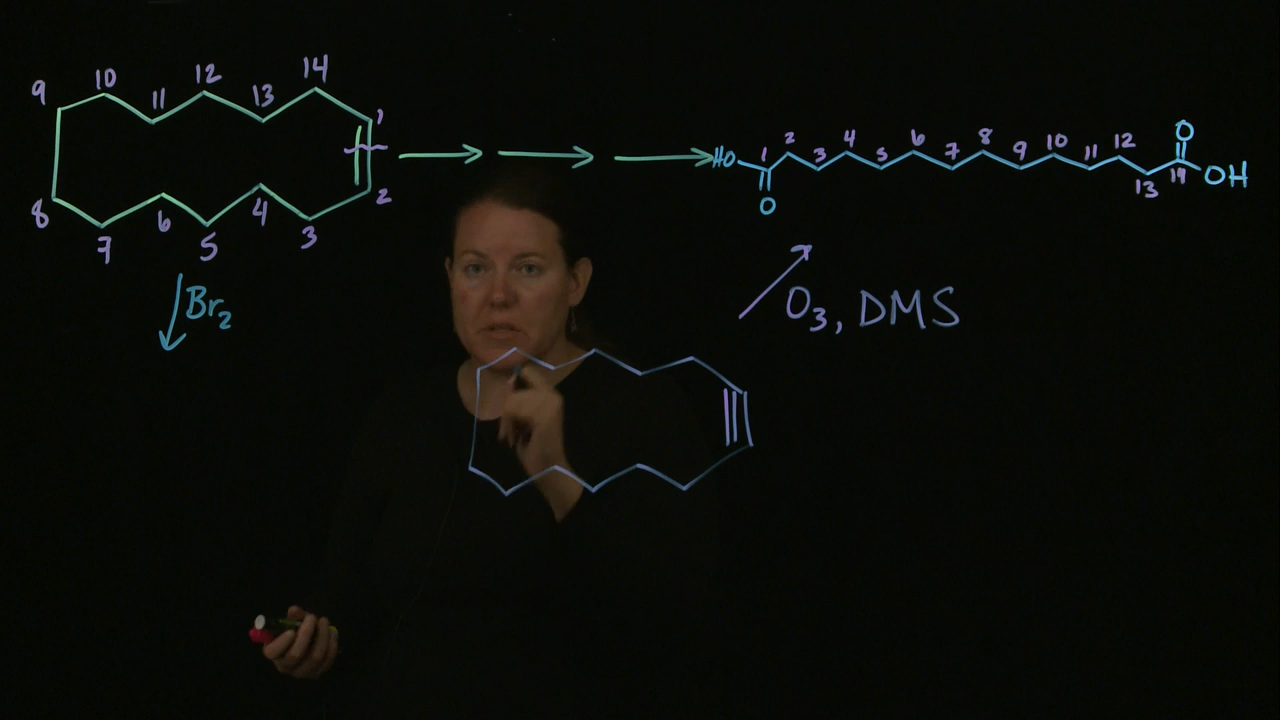 9 10 11 12 13 14 1
8 7 6 5 4 3 2
HO 1 2 3 4 5 6 7 8 9 10 11 12 13 14 OH
O
O
Br2
O3, DMS